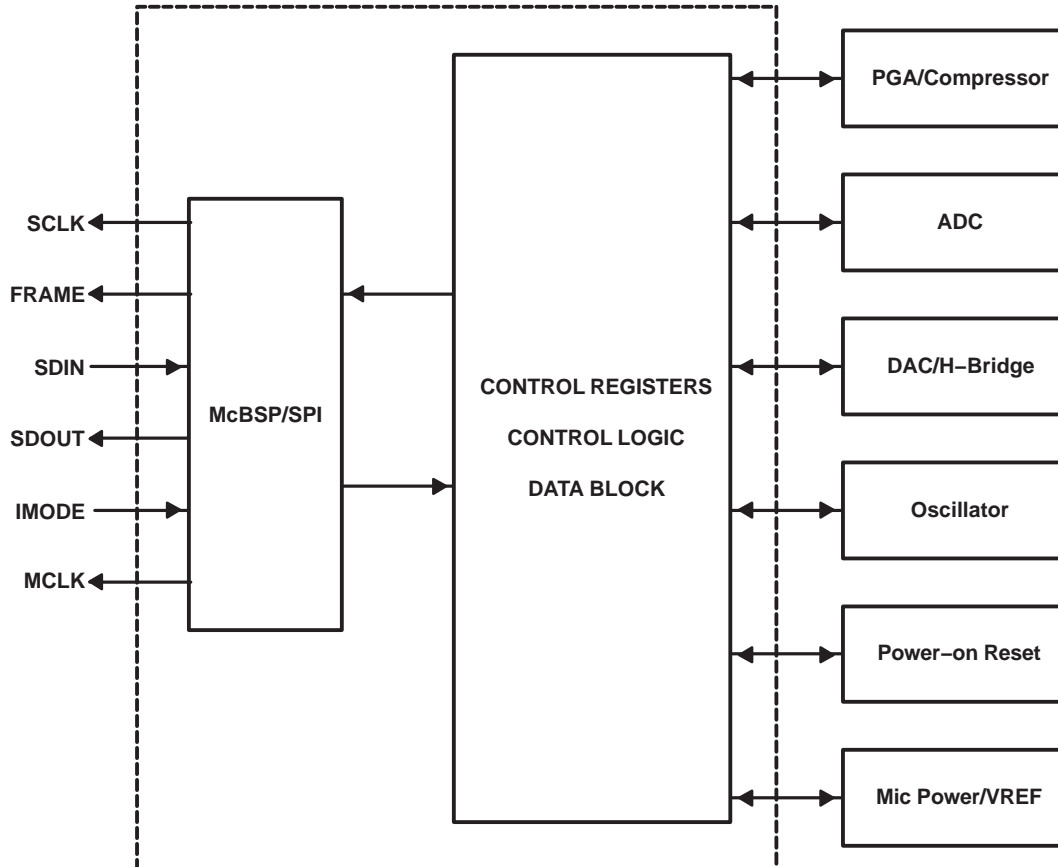 SCLK
FRAME
SDIN
SDOUT
IMODE
MCLK
McBSP/SPI
CONTROL REGISTERS
CONTROL LOGIC
DATA BLOCK
PGA/Compressor
ADC
DAC/H−Bridge
Oscillator
Power−on Reset
Mic Power/VREF